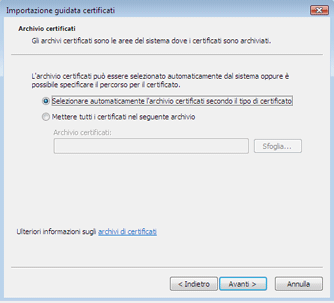 Importazione guidata certificati
Archivio certificati
Gli archivi certificati sono le aree del sistema dove i certificati sono archiviati.
L'archivio certificati può essere selezionato automaticamente dal sistema oppure è
possibile specificare il percorso per il certificato.
Selezionare automaticamente l'archivio certificati secondo il tipo di certificato
Mettere tutti i certificati nel seguente archivio
Archivio certificati:
Sfoglia...
Ulteriori informazioni sugli archivi di certificati
< Indietro
Avanti >
Annulla